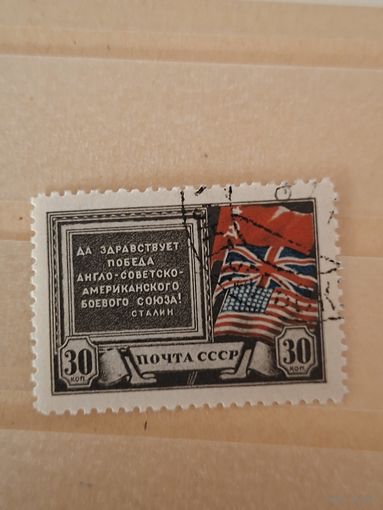 ДА ЗДРАВСТВУЕТ
ПОБЕДА
АНГЛО-СОВЕТСКО-
АМЕРИКАНСКОГО
БОЕВОГО СОЮЗА!
СТАЛИН
30
КОП
ПОЧТА СССР
30
КОП